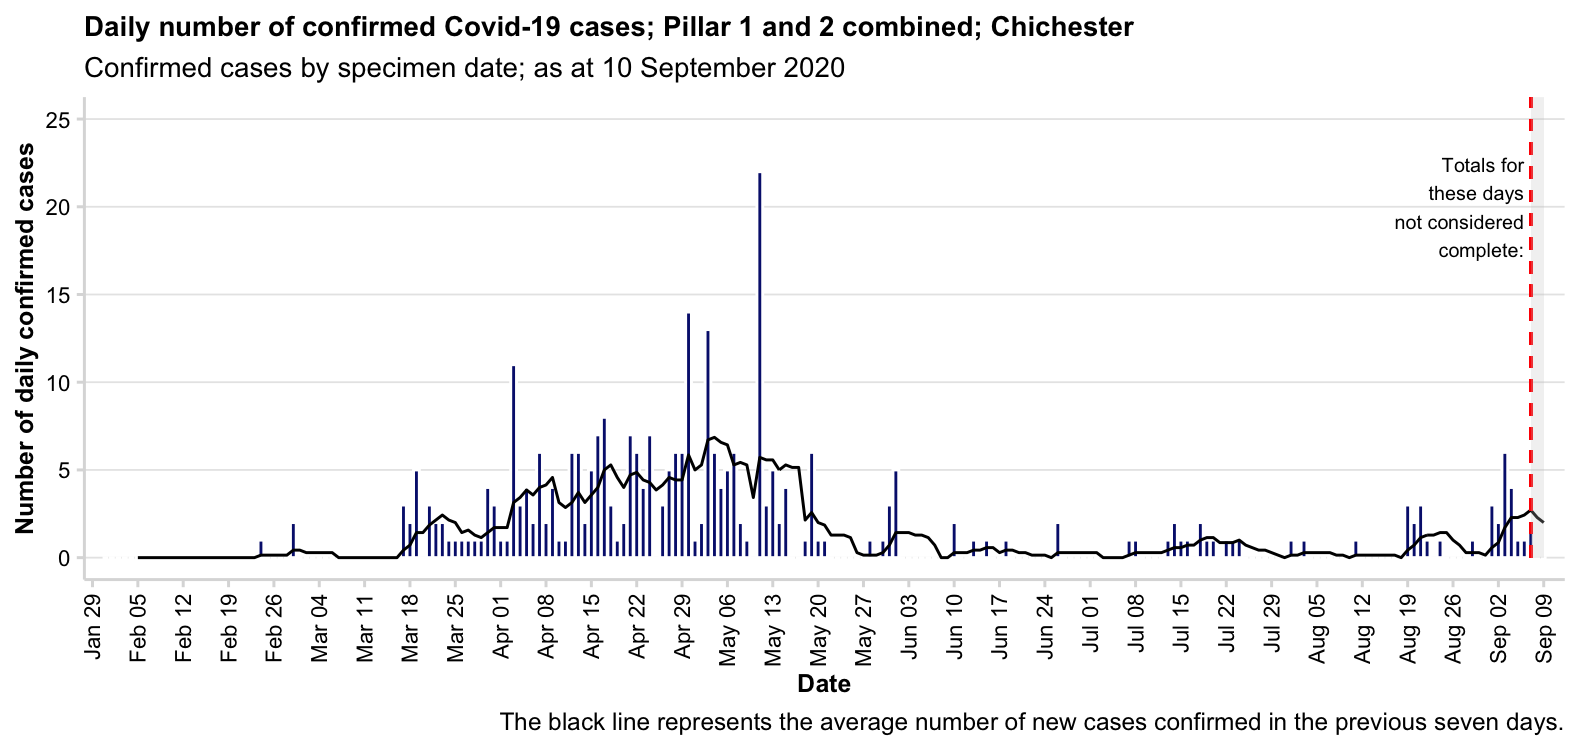 Daily number of confirmed Covid-19 cases; Pillar 1 and 2 combined; Chichester
Confirmed cases by specimen date; as at 10 September 2020
Number of daily confirmed cases
25
20
15
10
5
0
Totals for
these days
not considered
complete:
Jan 29
Feb 05
Feb 12
Feb 19
Feb 26
Mar 04
Mar 11
Mar 18
Mar 25
Apr 01
Apr 08
Apr 15
Apr 22
Apr 29
May 06
May 13
May 20
May 27
Jun 03
Jun 10
Jun 17
Jun 24
Jul 01
Jul 08
Jul 15
Jul 22
Jul 29
Aug 05
Aug 12
Aug 19
Aug 26
Sep 02
Sep 09
Date
The black line represents the average number of new cases confirmed in the previous seven days.